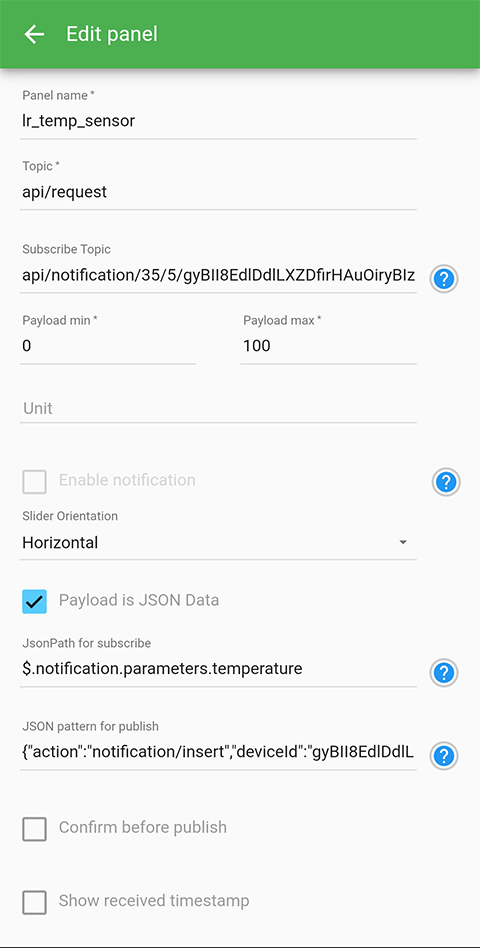 Edit panel
Panel name *
lr_temp_sensor
Topic *
api/request
Subscribe Topic
api/notification/35/5/gyBII8EdlDdlLXZDfirHAuOiryBIz
?
Payload min * Payload max *
0 100
Unit
Enable notification
?
Slider Orientation
Horizontal
Payload is JSON Data
JsonPath for subscribe
$.notification.parameters.temperature
?
JSON pattern for publish
{"action":"notification/insert","deviceId":"gyBII8EdlDdlL
?
Confirm before publish
Show received timestamp